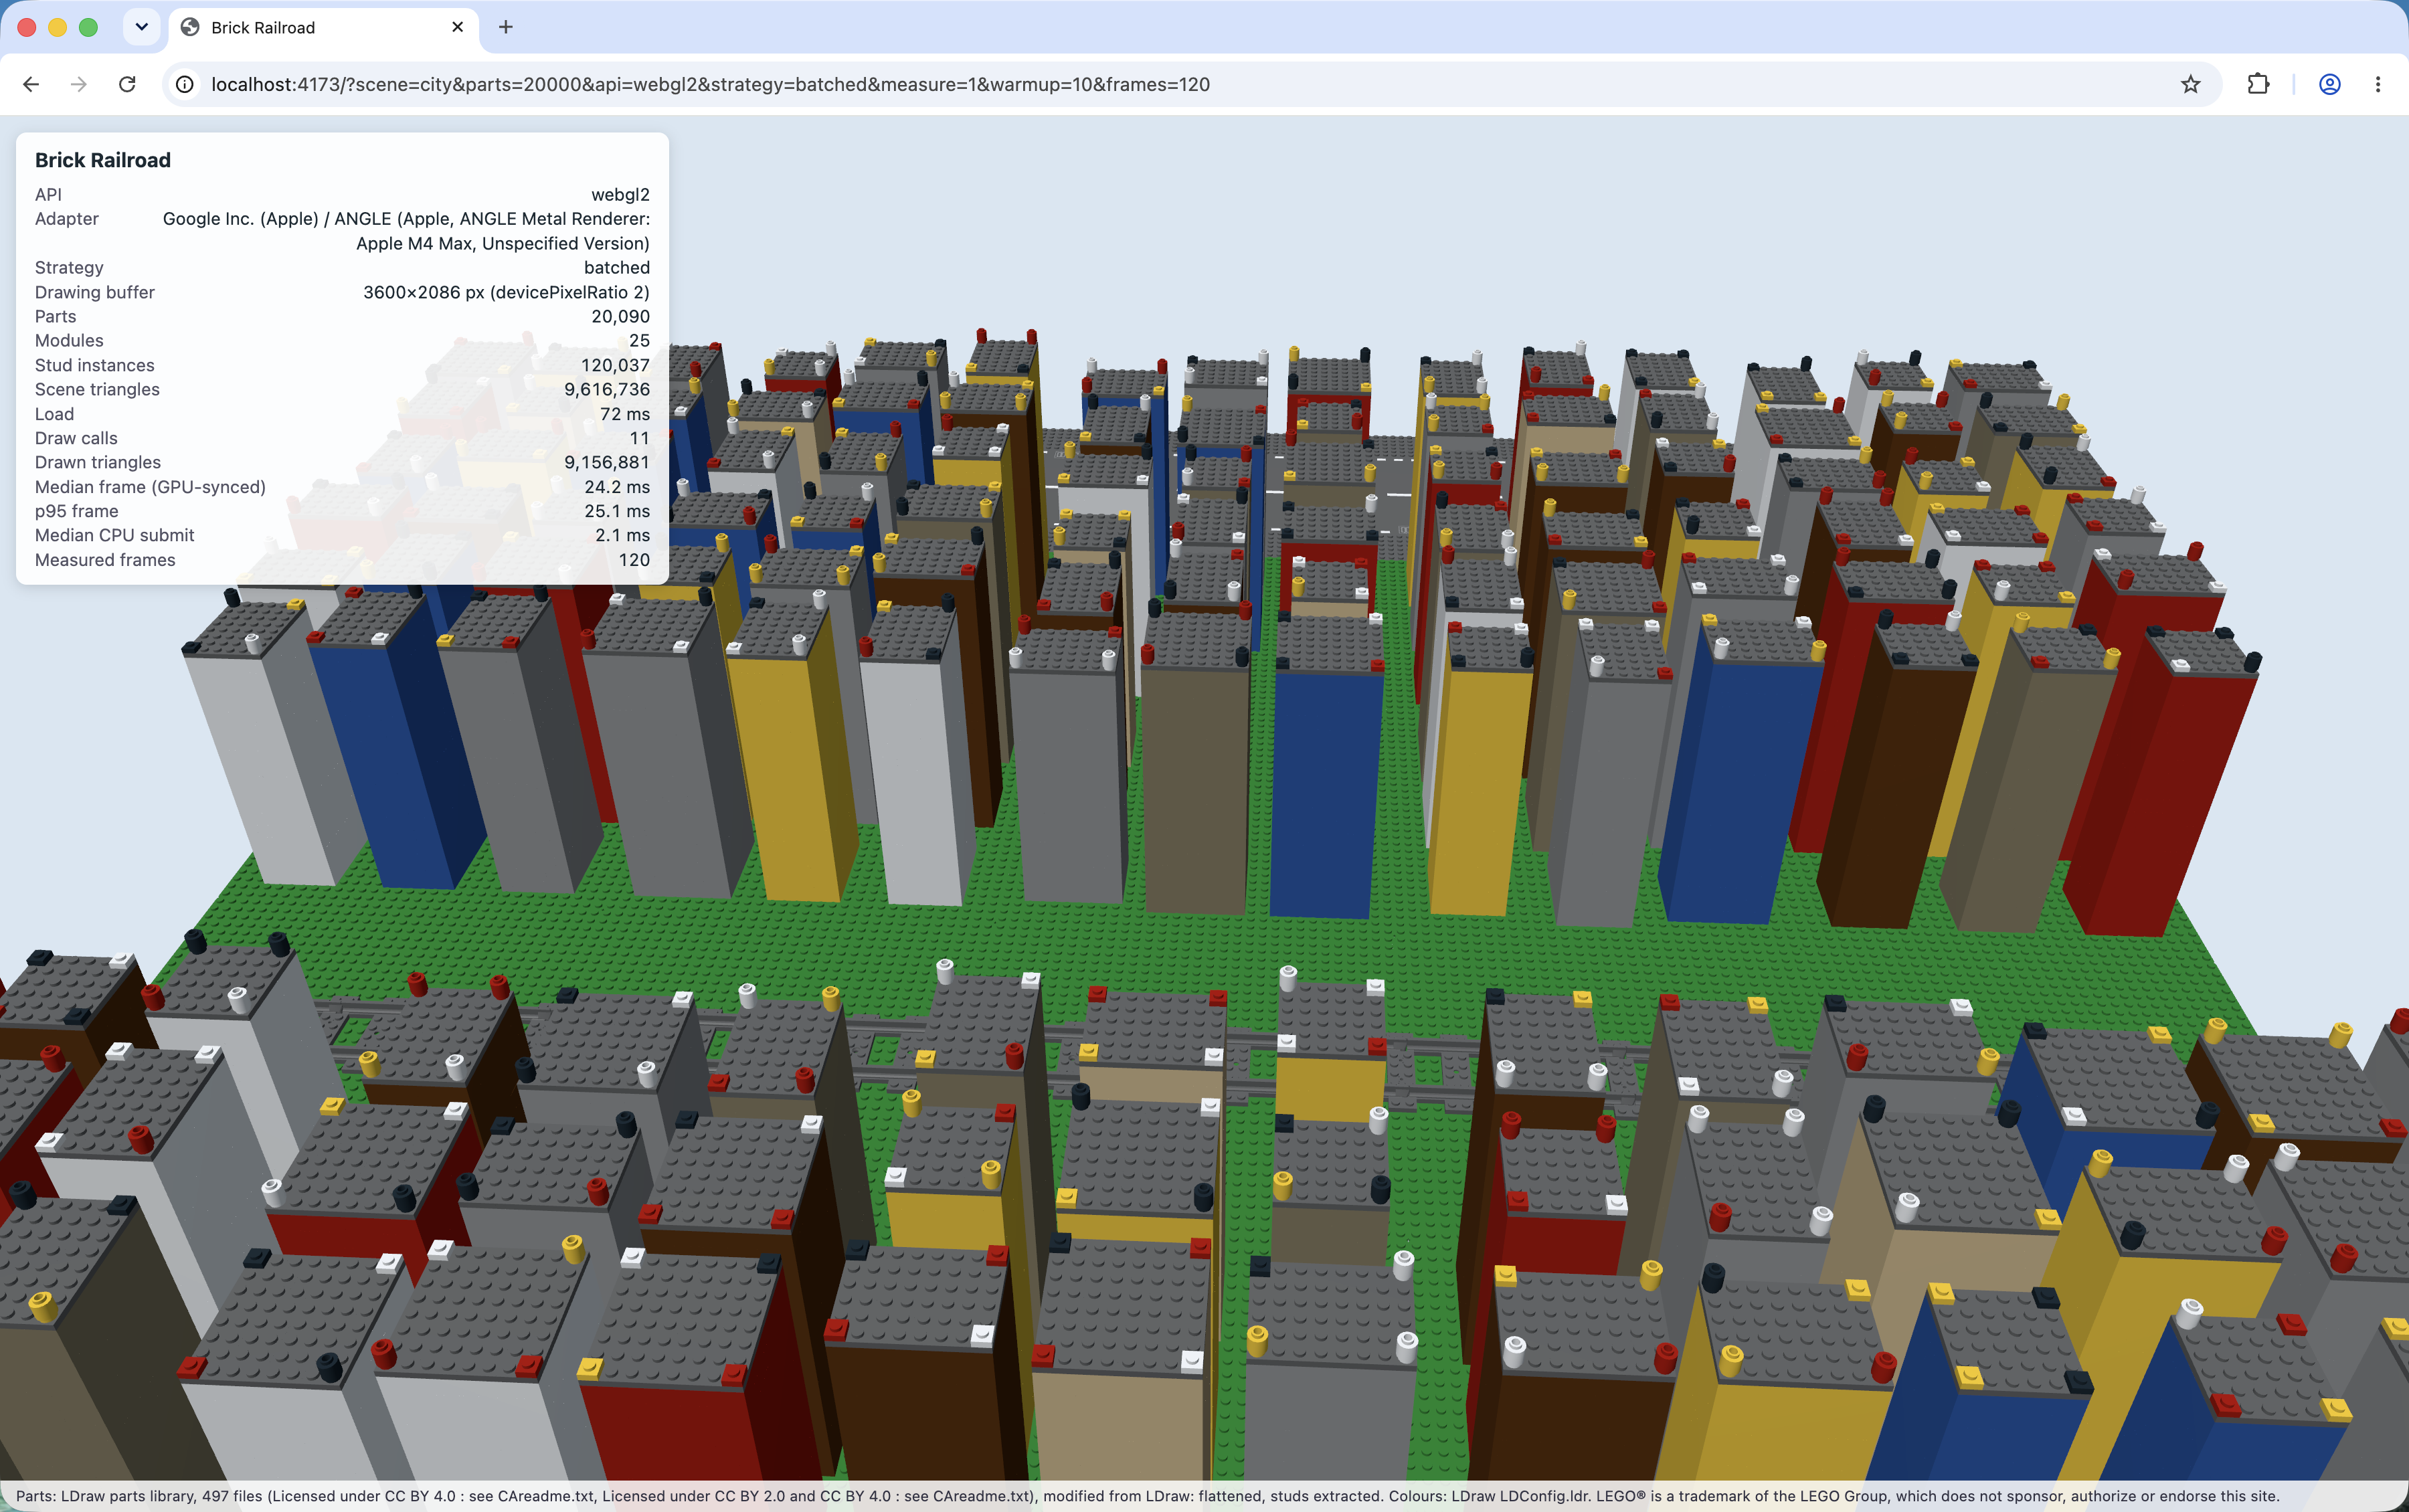 Brick Railroad
localhost:4173/?scene=city&parts=20000&api=webgl2&strategy=batched&measure=1&warmup=10&frames=120
Brick Railroad
API webgl2
Adapter Google Inc. (Apple) / ANGLE (Apple, ANGLE Metal Renderer:
Apple M4 Max, Unspecified Version)
Strategy batched
Drawing buffer 3600×2086 px (devicePixelRatio 2)
Parts 20,090
Modules 25
Stud instances 120,037
Scene triangles 9,616,736
Load 72 ms
Draw calls 11
Drawn triangles 9,156,881
Median frame (GPU-synced) 24.2 ms
p95 frame 25.1 ms
Median CPU submit 2.1 ms
Measured frames 120
Parts: LDraw parts library, 497 files (Licensed under CC BY 4.0 : see CAreadme.txt, Licensed under CC BY 2.0 and CC BY 4.0 : see CAreadme.txt), modified from LDraw: flattened, studs extracted. Colours: LDraw LDConfig.ldr. LEGO® is a trademark of the LEGO Group, which does not sponsor, authorize or endorse this site.